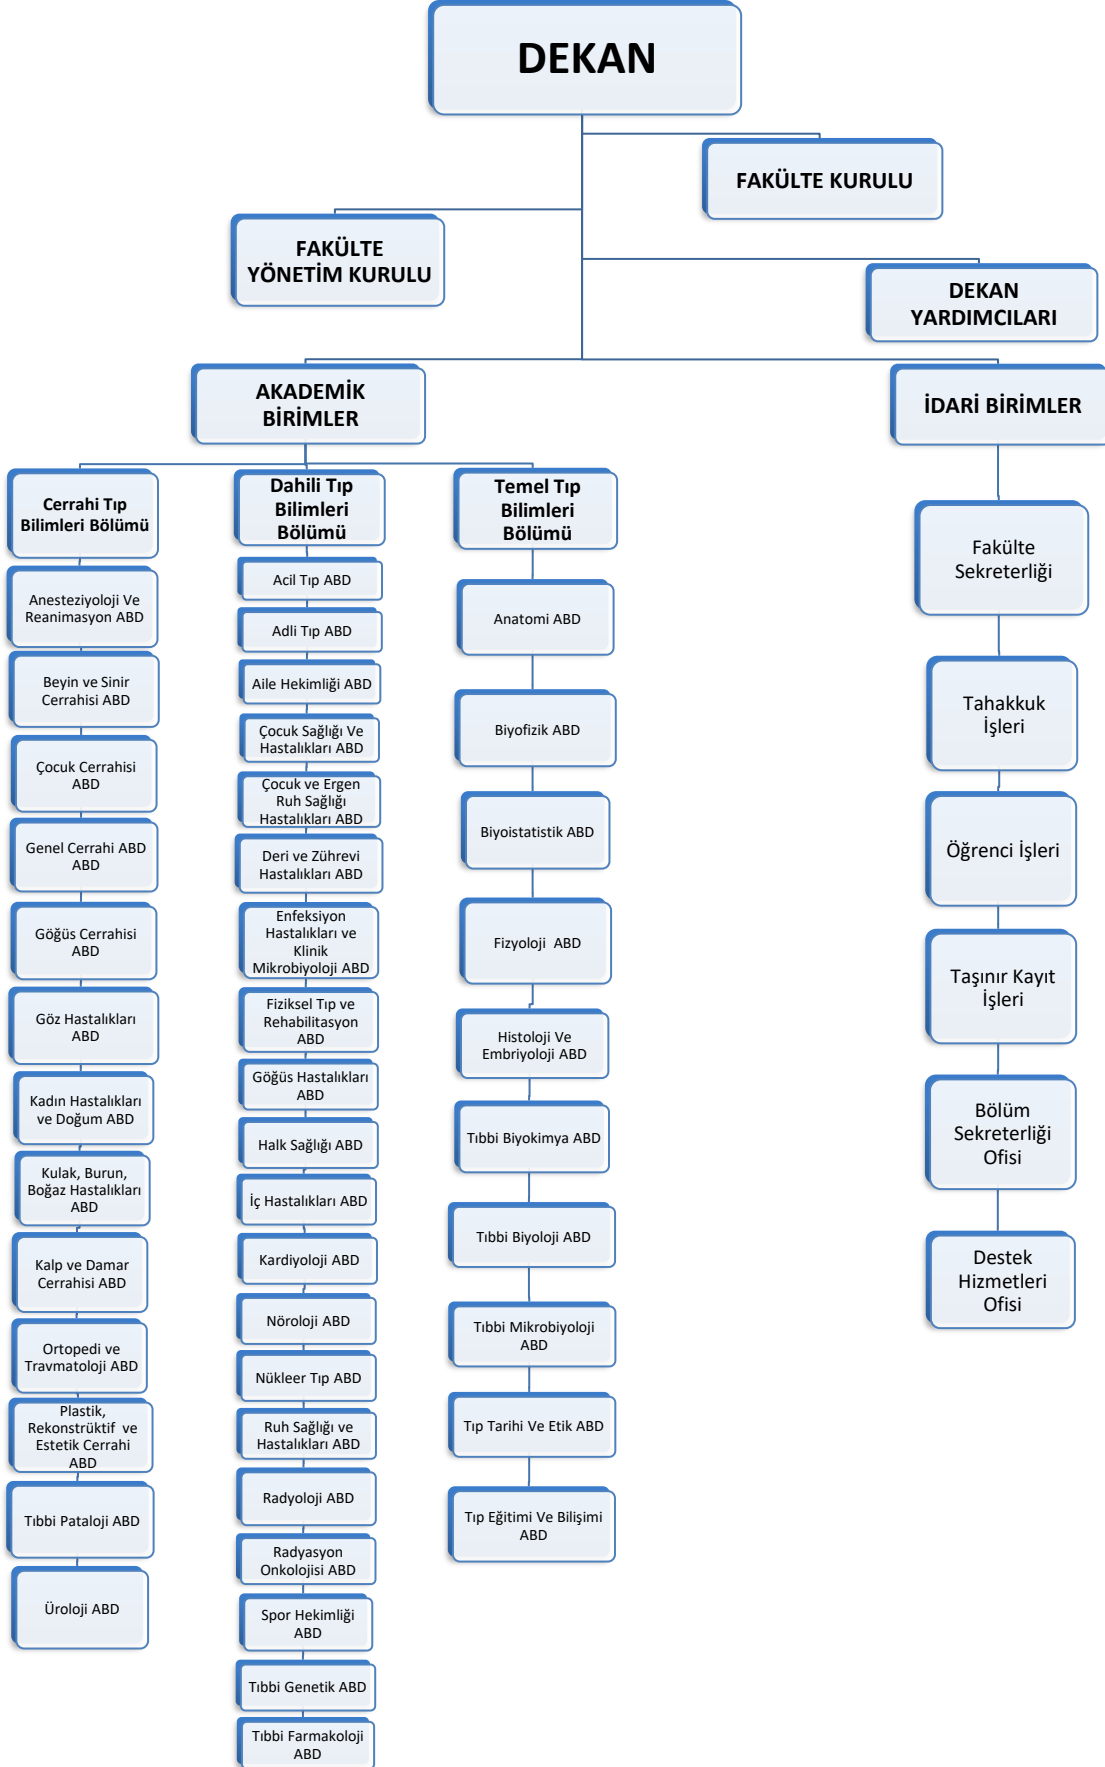 DEKAN
FAKÜLTE KURULU
FAKÜLTE
YÖNETİM KURULU
DEKAN
YARDIMCILARI
AKADEMİK
BİRİMLER
İDARİ BİRİMLER
Cerrahi Tıp
Bilimleri Bölümü
Anesteziyoloji Ve
Reanimasyon ABD
Beyin ve Sinir
Cerrahisi ABD
Çocuk Cerrahisi
ABD
Genel Cerrahi ABD
ABD
Göğüs Cerrahisi
ABD
Göz Hastalıkları
ABD
Kadın Hastalıkları
ve Doğum ABD
Kulak, Burun,
Boğaz Hastalıkları
ABD
Kalp ve Damar
Cerrahisi ABD
Ortopedi ve
Travmatoloji ABD
Plastik,
Rekonstrüktif ve
Estetik Cerrahi
ABD
Tıbbi Pataloji ABD
Üroloji ABD
Dahili Tıp
Bilimleri
Bölümü
Acil Tıp ABD
Adli Tıp ABD
Aile Hekimliği ABD
Çocuk Sağlığı Ve
Hastalıkları ABD
Çocuk ve Ergen
Ruh Sağlığı
Hastalıkları ABD
Deri ve Zührevi
Hastalıkları ABD
Enfeksiyon
Hastalıkları ve
Klinik
Mikrobiyoloji ABD
Fiziksel Tıp ve
Rehabilitasyon
ABD
Göğüs Hastalıkları
ABD
Halk Sağlığı ABD
İç Hastalıkları ABD
Kardiyoloji ABD
Nöroloji ABD
Nükleer Tıp ABD
Ruh Sağlığı ve
Hastalıkları ABD
Radyoloji ABD
Radyasyon
Onkolojisi ABD
Spor Hekimliği
ABD
Tıbbi Genetik ABD
Tıbbi Farmakoloji
ABD
Temel Tıp
Bilimleri
Bölümü
Anatomi ABD
Biyofizik ABD
Biyoistatistik ABD
Fizyoloji ABD
Histoloji Ve
Embriyoloji ABD
Tıbbi Biyokimya ABD
Tıbbi Biyoloji ABD
Tıbbi Mikrobiyoloji
ABD
Tıp Tarihi Ve Etik ABD
Tıp Eğitimi Ve Bilişimi
ABD
Fakülte
Sekreterliği
Tahakkuk
İşleri
Öğrenci İşleri
Taşınır Kayıt
İşleri
Bölüm
Sekreterliği
Ofisi
Destek
Hizmetleri
Ofisi